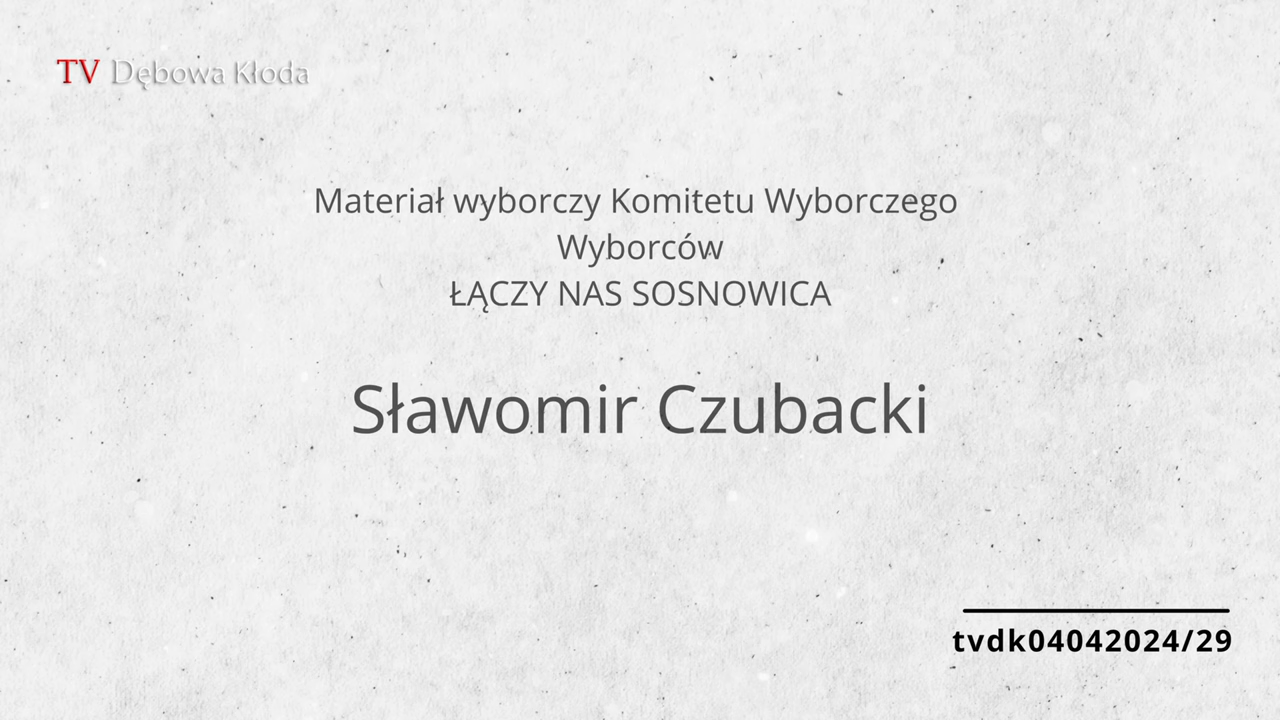 TV Dębowa Kłoda
Materiał wyborczy Komitetu Wyborczego
Wyborców
ŁĄCZY NAS SOSNOWICA
Sławomir Czubacki
tvdk04042024/29